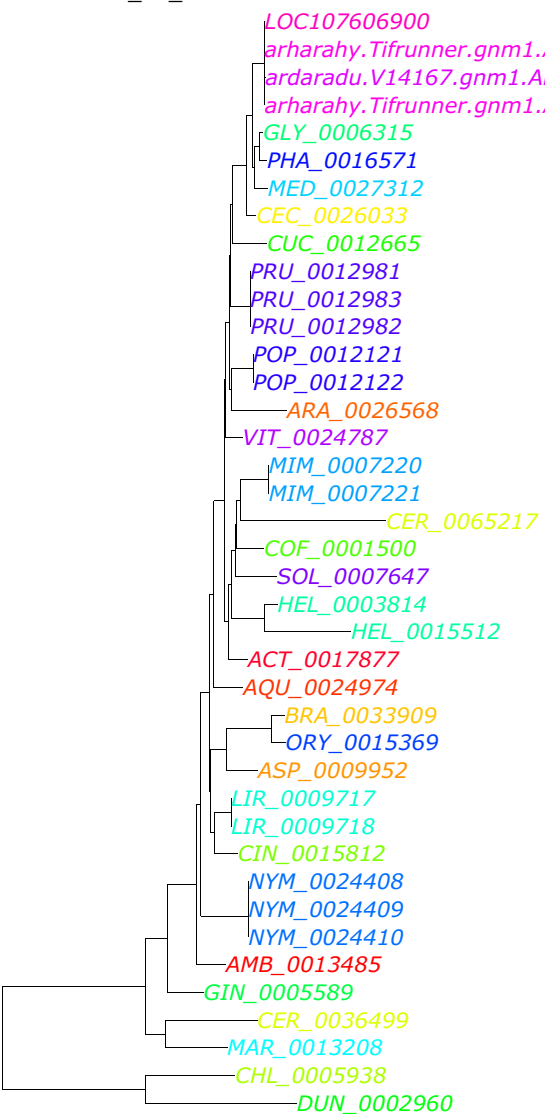 LOC107606900
arharahy.Tifrunner.gnm1.
ardaradu.V14167.gnm1.
arharahy.Tifrunner.gnm1.
GLY_0006315
PHA_0016571
MED_0027312
CEC_0026033
CUC_0012665
PRU_0012981
PRU_0012983
PRU_0012982
POP_0012121
POP_0012122
ARA_0026568
VIT_0024787
MIM_0007220
MIM_0007221
CER_0065217
COF_0001500
SOL_0007647
HEL_0003814
HEL_0015512
ACT_0017877
AQU_0024974
BRA_0033909
ORY_0015369
ASP_0009952
LIR_0009717
LIR_0009718
CIN_0015812
NYM_0024408
NYM_0024409
NYM_0024410
AMB_0013485
GIN_0005589
CER_0036499
MAR_0013208
CHL_0005938
DUN_0002960